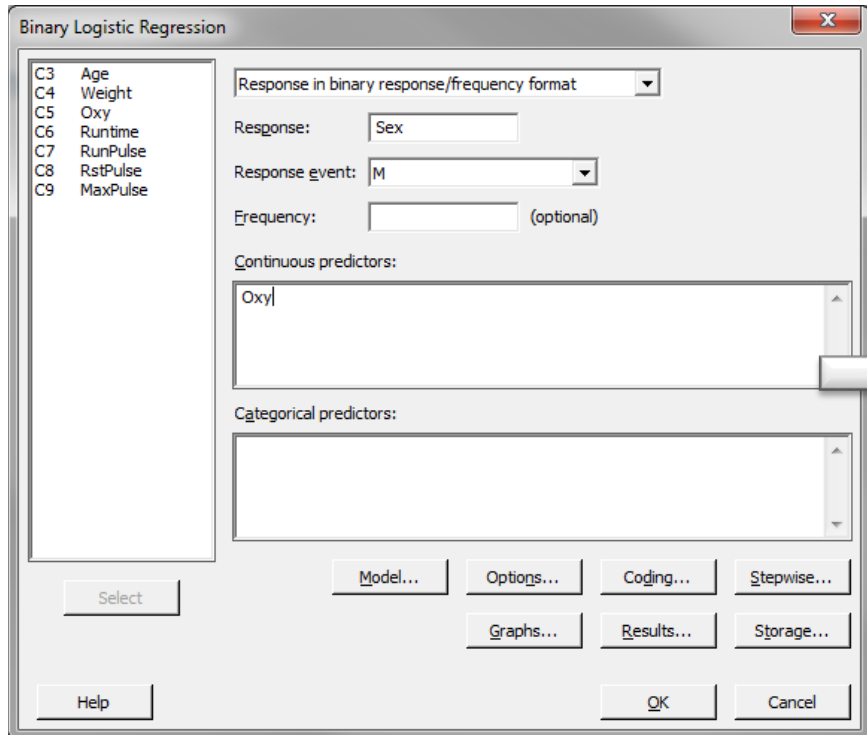 Binary Logistic Regression
C3 Age
C4 Weight
C5 Oxy
C6 Runtime
C7 RunPulse
C8 RstPulse
C9 MaxPulse
Response in binary response/frequency format
Response: Sex
Response event: M
Frequency: (optional)
Continuous predictors:
Oxy
Categorical predictors:
Model... Options... Coding... Stepwise...
Select
Graphs... Results... Storage...
Help OK Cancel